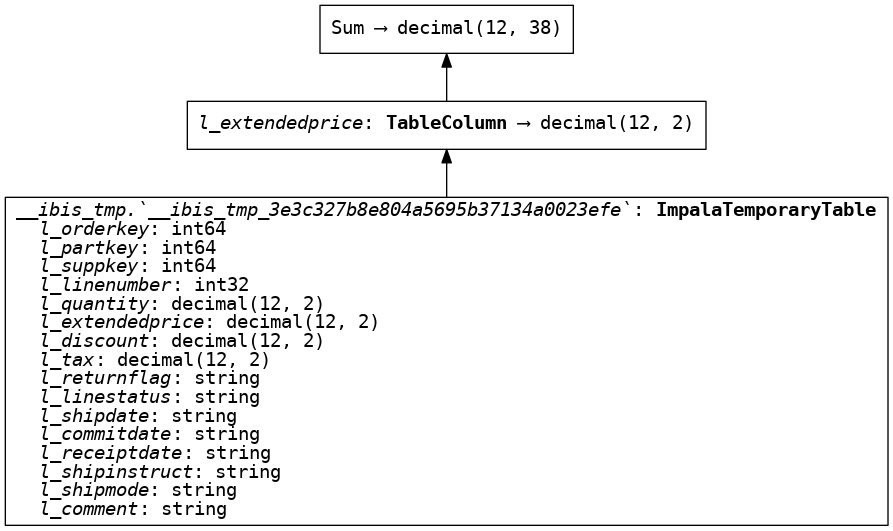 Sum → decimal(12, 38)
l_extendedprice: TableColumn → decimal(12, 2)
__ibis_tmp.`__ibis_tmp_3e3c327b8e804a5695b37134a0023efe`: ImpalaTemporaryTable
l_orderkey: int64
l_partkey: int64
l_suppkey: int64
l_linenumber: int32
l_quantity: decimal(12, 2)
l_extendedprice: decimal(12, 2)
l_discount: decimal(12, 2)
l_tax: decimal(12, 2)
l_returnflag: string
l_linestatus: string
l_shipdate: string
l_commitdate: string
l_receiptdate: string
l_shipinstruct: string
l_shipmode: string
l_comment: string